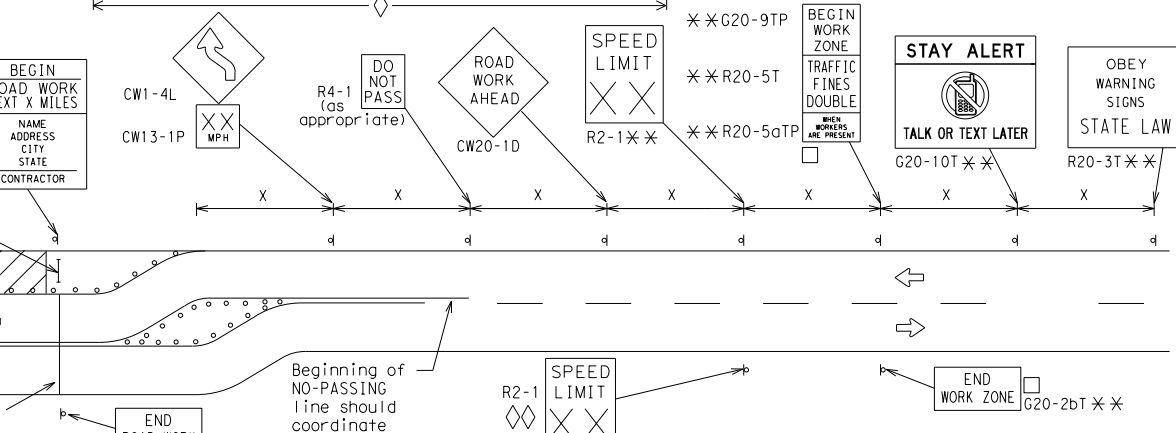 BEGIN
ROAD WORK
NEXT X MILES
NAME
ADDRESS
CITY
STATE
CONTRACTOR
CW1-4L
CW13-1P
X X
MPH
R4-1
(as
appropriate)
DO
NOT
PASS
ROAD
WORK
AHEAD
CW20-1D
SPEED
LIMIT
X X
R2-1**
**G20-9TP
**R20-5T
**R20-5aTP
BEGIN
WORK
ZONE
TRAFFIC
FINES
DOUBLE
WHEN
WORKERS
ARE PRESENT
STAY ALERT
TALK OR TEXT LATER
G20-10T**
OBEY
WARNING
SIGNS
STATE LAW
R20-3T**
X X X X X X X
Beginning of
NO-PASSING
line should
coordinate
R2-1
SPEED
LIMIT
X X
END
WORK ZONE
G20-2bT**
END
ROAD WORK